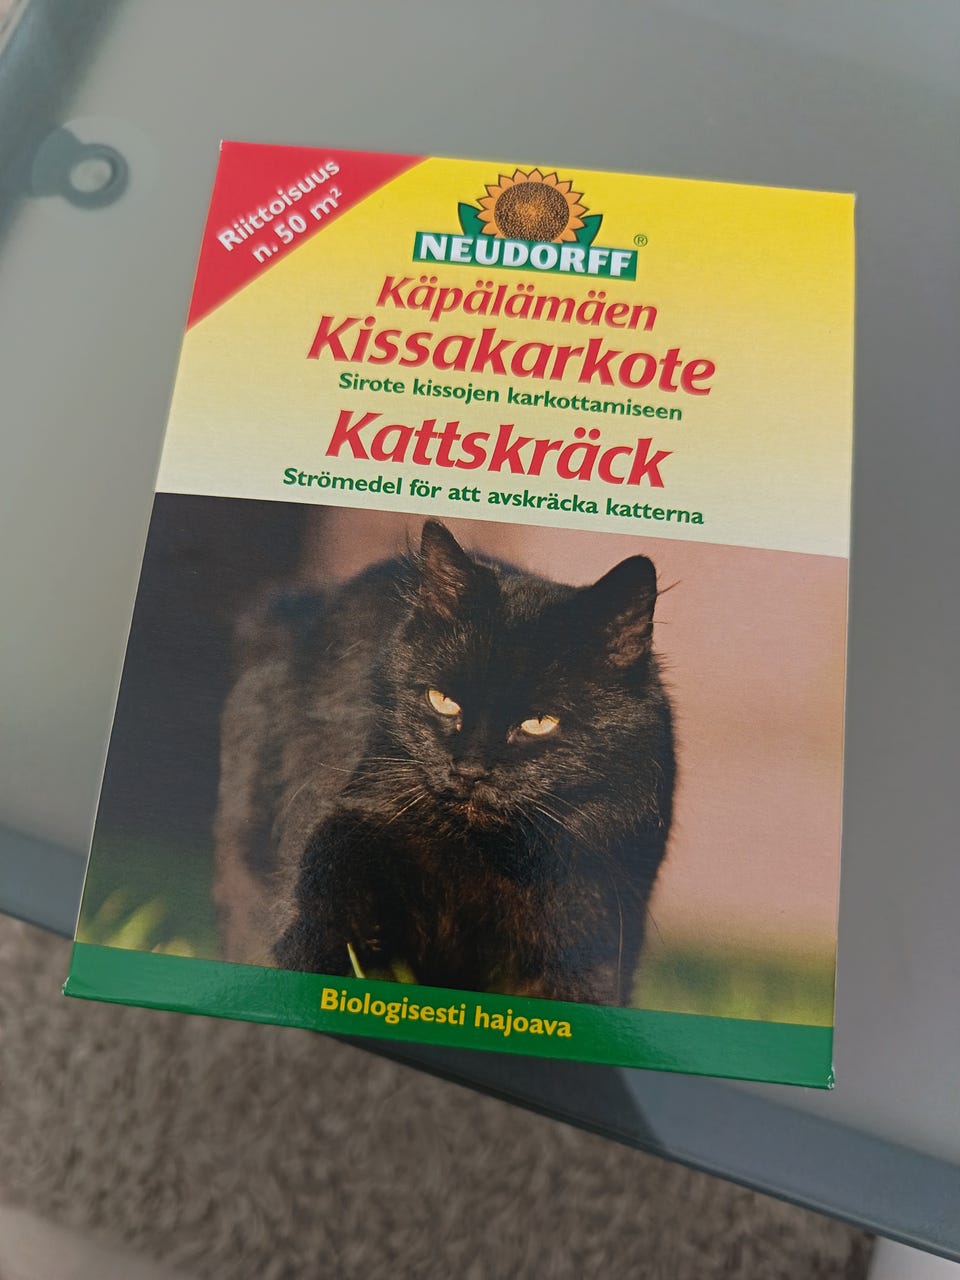 Riittoisuus
n. 50 m²
NEUDORFF®
Käpälämäen
Kissakarkote
Sirote kissojen karkottamiseen
Kattskräck
Strömedel för att avskräcka katterna
Biologisesti hajoava